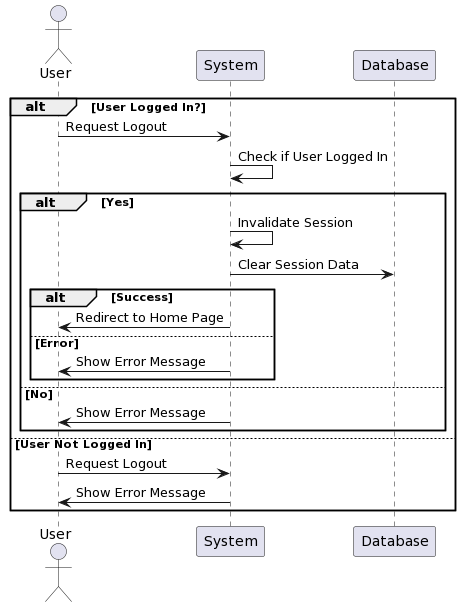 User
System
Database
alt [User Logged In?]
Request Logout
Check if User Logged In
alt [Yes]
Invalidate Session
Clear Session Data
alt [Success]
Redirect to Home Page
[Error]
Show Error Message
[No]
Show Error Message
[User Not Logged In]
Request Logout
Show Error Message
User
System
Database